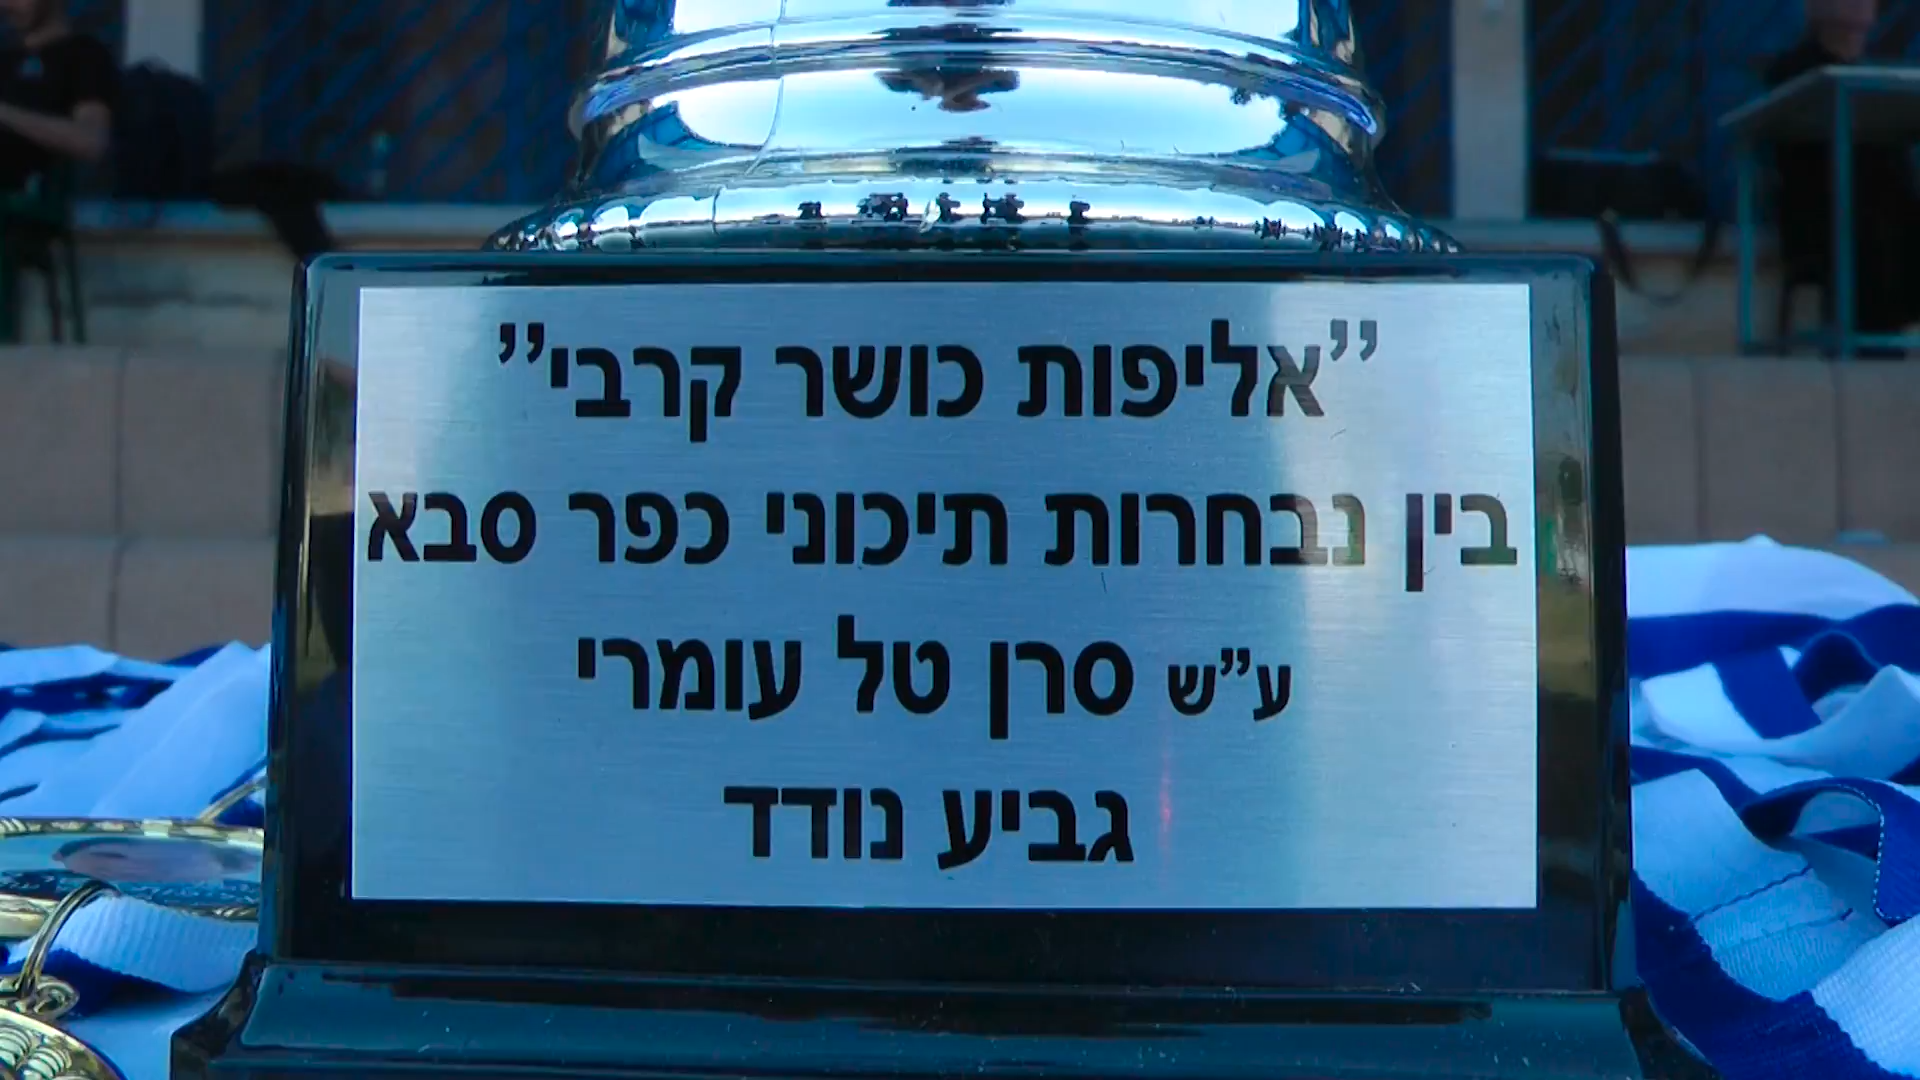 ”אליפות כושר קרבי”
בין נבחרות תיכוני כפר סבא
ע”ש סרן טל עומרי
גביע נודד